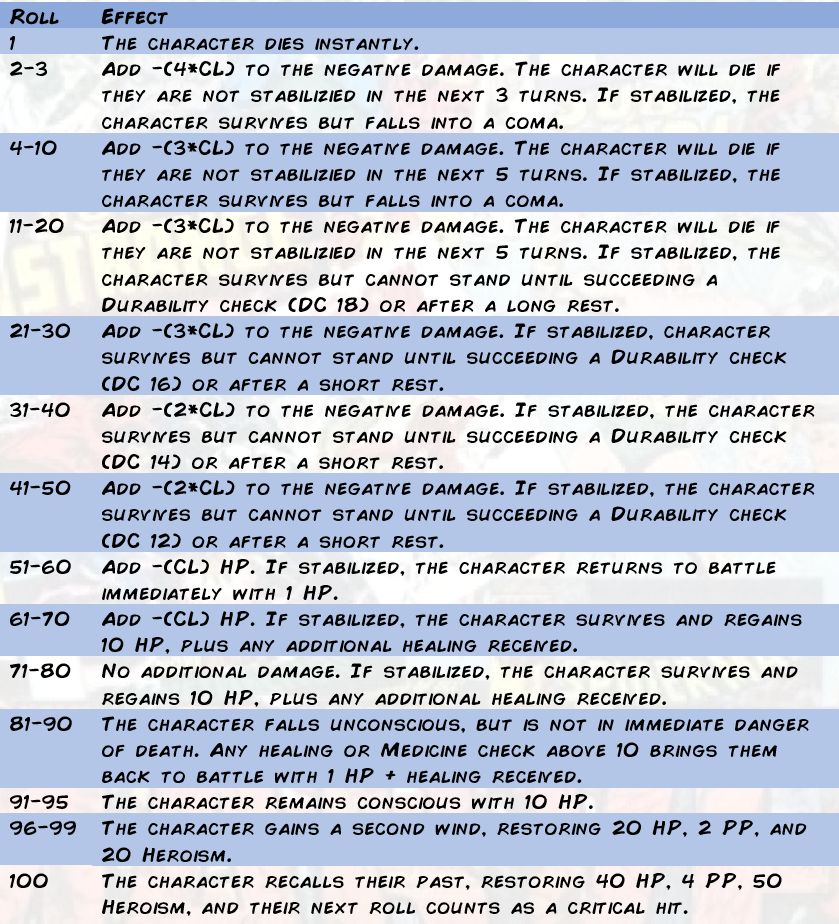 Roll Effect
1 The character dies instantly.
2-3 Add -(4*CL) to the negative damage. The character will die if
they are not stabilizied in the next 3 turns. If stabilized, the
character survives but falls into a coma.
4-10 Add -(3*CL) to the negative damage. The character will die if
they are not stabilizied in the next 5 turns. If stabilized, the
character survives but falls into a coma.
11-20 Add -(3*CL) to the negative damage. The character will die if
they are not stabilizied in the next 5 turns. If stabilized, the
character survives but cannot stand until succeeding a
Durability check (DC 18) or after a long rest.
21-30 Add -(3*CL) to the negative damage. If stabilized, character
survives but cannot stand until succeeding a Durability check
(DC 16) or after a short rest.
31-40 Add -(2*CL) to the negative damage. If stabilized, the character
survives but cannot stand until succeeding a Durability check
(DC 14) or after a short rest.
41-50 Add -(2*CL) to the negative damage. If stabilized, the character
survives but cannot stand until succeeding a Durability check
(DC 12) or after a short rest.
51-60 Add -(CL) HP. If stabilized, the character returns to battle
immediately with 1 HP.
61-70 Add -(CL) HP. If stabilized, the character survives and regains
10 HP, plus any additional healing received.
71-80 No additional damage. If stabilized, the character survives and
regains 10 HP, plus any additional healing received.
81-90 The character falls unconscious, but is not in immediate danger
of death. Any healing or Medicine check above 10 brings them
back to battle with 1 HP + healing received.
91-95 The character remains conscious with 10 HP.
96-99 The character gains a second wind, restoring 20 HP, 2 PP, and
20 Heroism.
100 The character recalls their past, restoring 40 HP, 4 PP, 50
Heroism, and their next roll counts as a critical hit.